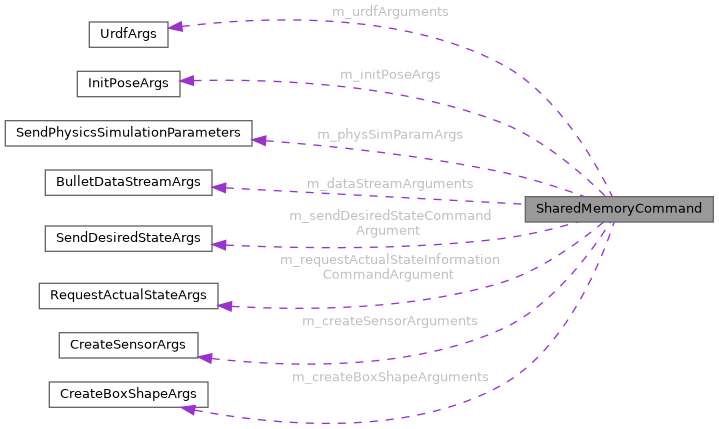 m_urdfArguments
UrdfArgs
m_initPoseArgs
InitPoseArgs
SendPhysicsSimulationParameters
m_physSimParamArgs
BulletDataStreamArgs
m_dataStreamArguments
SharedMemoryCommand
m_sendDesiredStateCommand
Argument
SendDesiredStateArgs
m_requestActualStateInformation
CommandArgument
RequestActualStateArgs
m_createSensorArguments
CreateSensorArgs
m_createBoxShapeArguments
CreateBoxShapeArgs